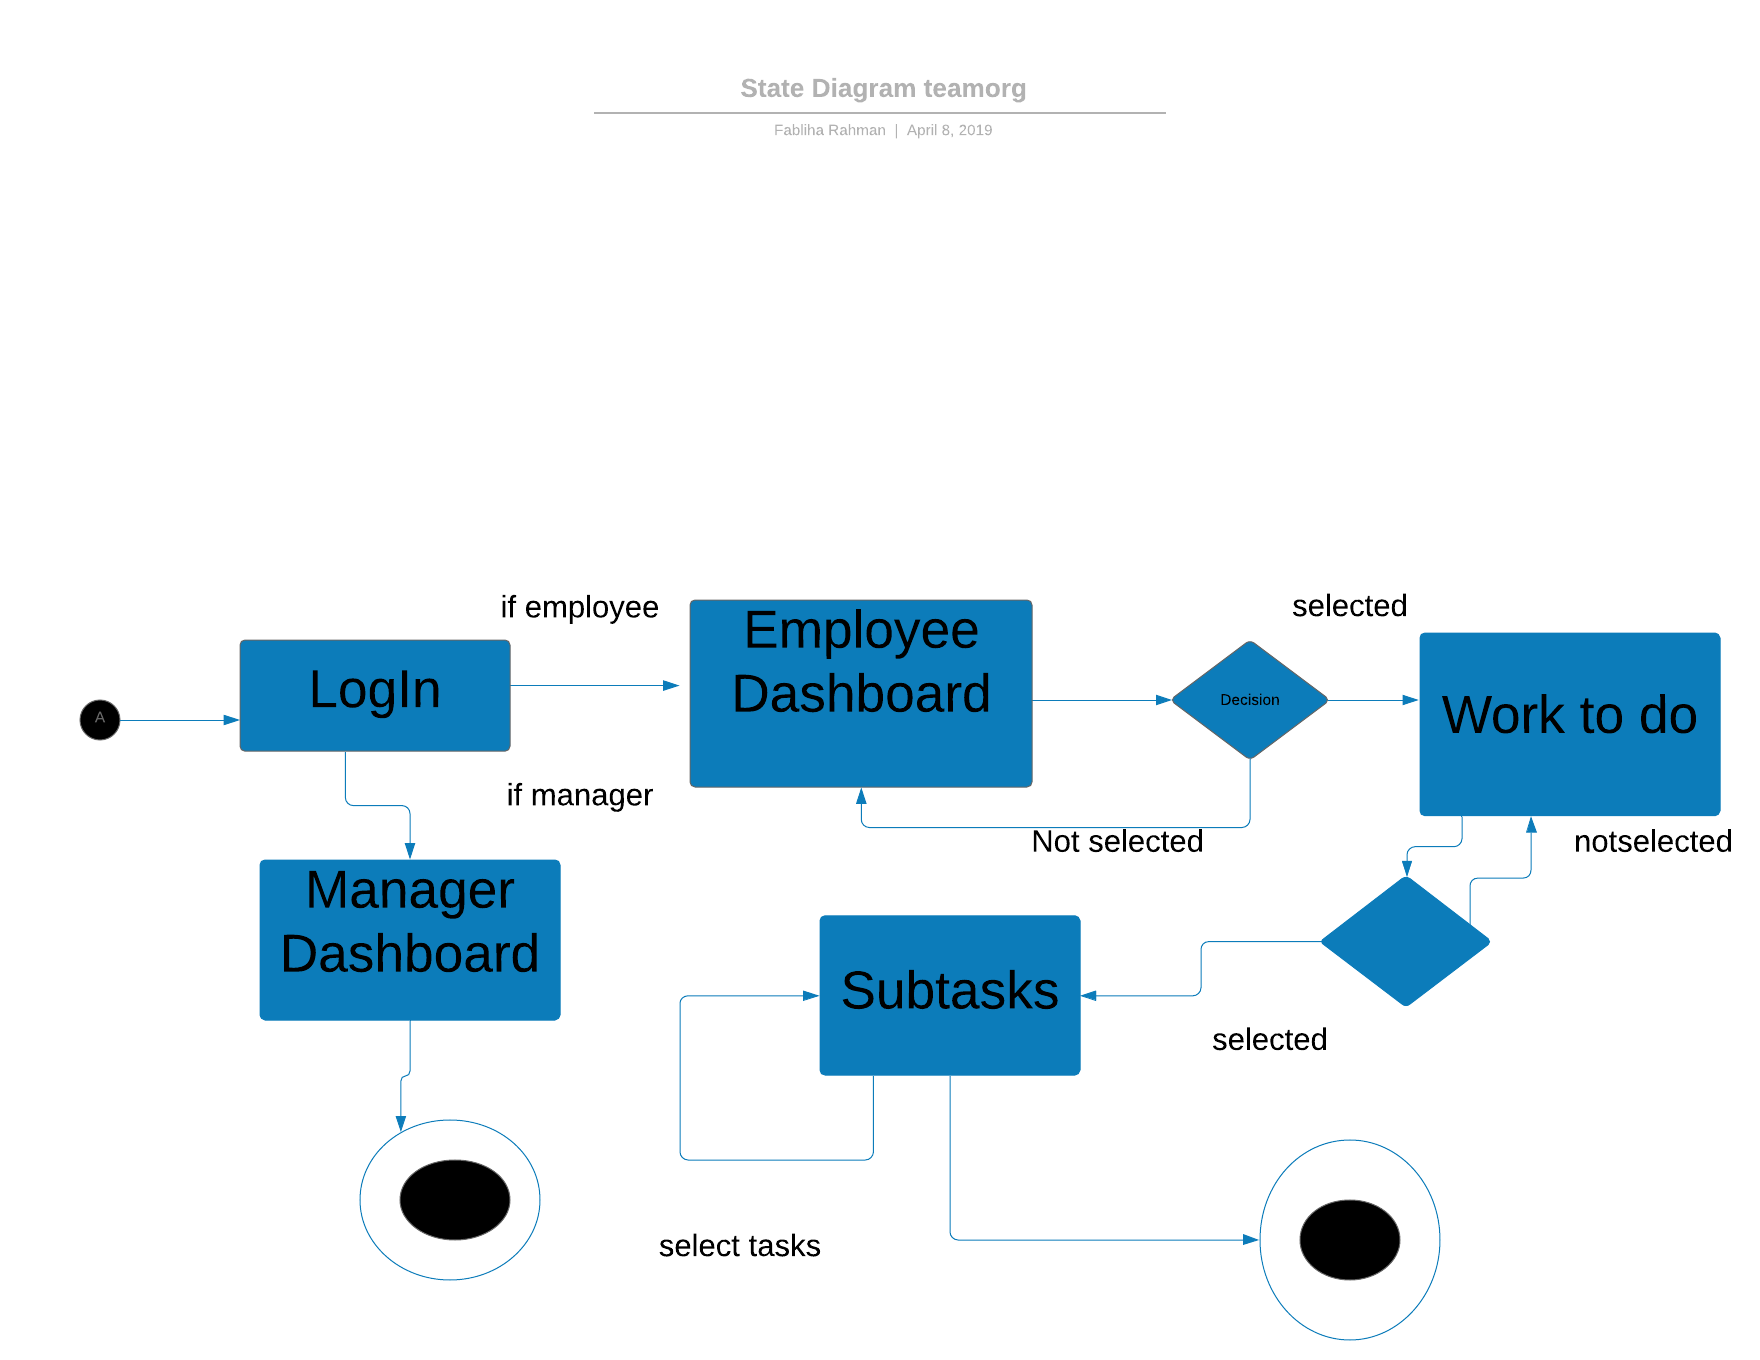 State Diagram teamorg
Fabliha Rahman | April 8, 2019
if employee
selected
Employee
Dashboard
LogIn
A
Decision
Work to do
if manager
Not selected
notselected
Manager
Dashboard
Subtasks
selected
select tasks